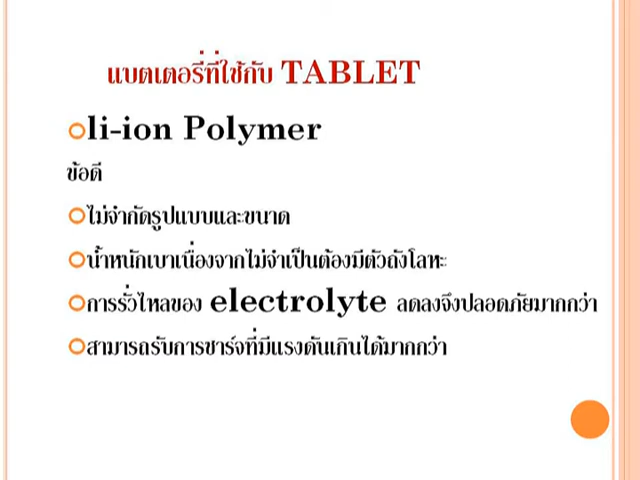 แบตเตอรี่ที่ใช้กับ TABLET
li-ion Polymer
ข้อดี
ไม่จำกัดรูปแบบและขนาด
น้ำหนักเบาเนื่องจากไม่จำเป็นต้องมีตัวถังโลหะ
การรั่วไหลของ electrolyte ลดลงจึงปลอดภัยมากกว่า
สามารถรับการชาร์จที่มีแรงดันเกินได้มากกว่า